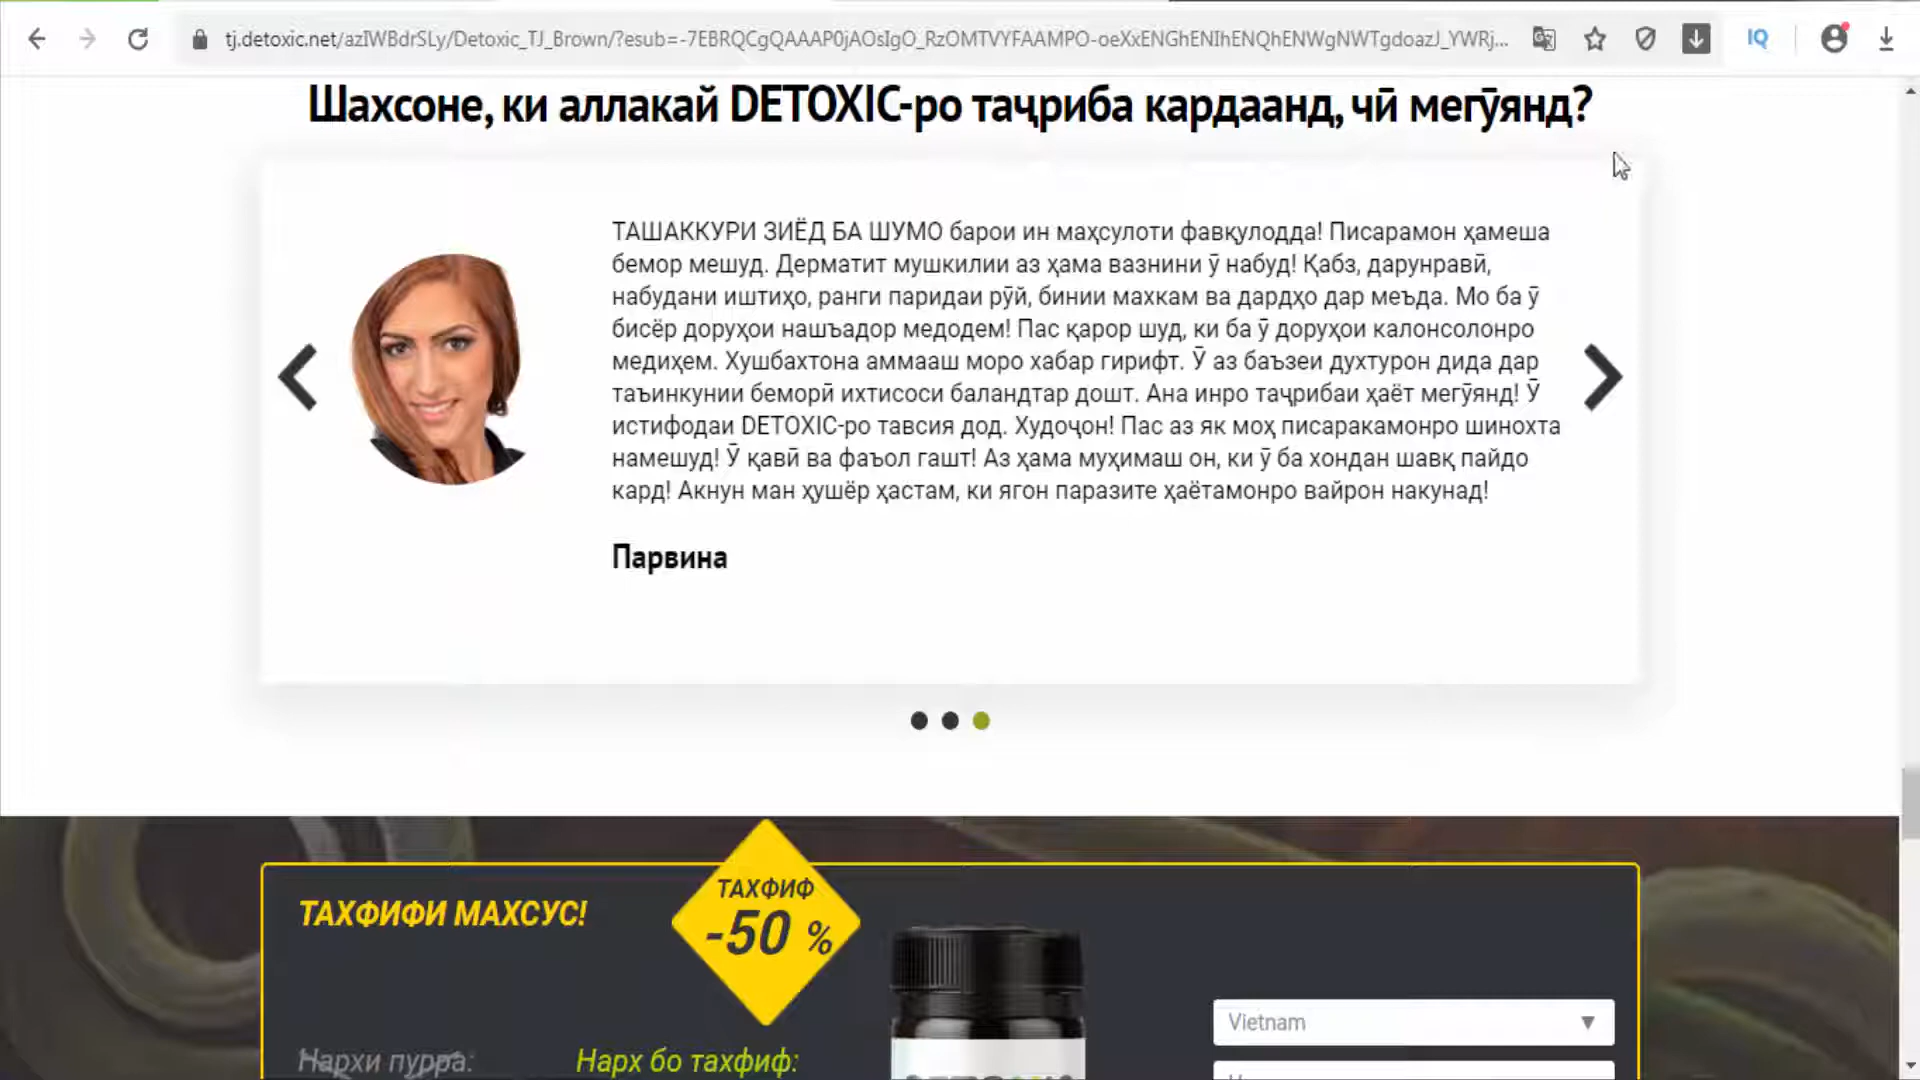 tj.detoxic.net/azIWBdrSLy/Detoxic_TJ_Brown/?esub=-7EBRQCgQAAAP0jAOsIgO_RzOMTVYFAAMPO-oeXxENGhENIhENQhENWgNWTgdoazJ_YWRj...
IQ
Шахсоне, ки аллакай DETOXIC-ро таҷриба кардаанд, чӣ мегӯянд?
ТАШАККУРИ ЗИЁД БА ШУМО барои ин маҳсулоти фавқулодда! Писарамон ҳамеша
бемор мешуд. Дерматит мушкилии аз ҳама вазнини ӯ набуд! Қабз, дарунравӣ,
набудани иштиҳо, ранги паридаи рӯй, бинии махкам ва дардҳо дар меъда. Мо ба ӯ
бисёр доруҳои нашъадор медодем! Пас қарор шуд, ки ба ӯ доруҳои калонсолонро
медиҳем. Хушбахтона аммааш моро хабар гирифт. Ӯ аз баъзеи духтурон дида дар
таъинкунии беморӣ ихтисоси баландтар дошт. Ана инро таҷрибаи ҳаёт мегӯянд! Ӯ
истифодаи DETOXIC-ро тавсия дод. Худоҷон! Пас аз як моҳ писаракамонро шинохта
намешуд! Ӯ қавӣ ва фаъол гашт! Аз ҳама муҳимаш он, ки ӯ ба хондан шавқ пайдо
кард! Акнун ман ҳушёр ҳастам, ки ягон паразите ҳаётамонро вайрон накунад!
Парвина
ТАХФИФИ МАХСУС!
ТАХФИФ
-50 %
Vietnam
Нархи пурра:
Нарх бо тахфиф: